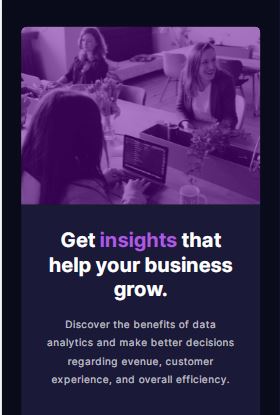 Get insights that
help your business
grow.
Discover the benefits of data
analytics and make better decisions
regarding evenue, customer
experience, and overall efficiency.